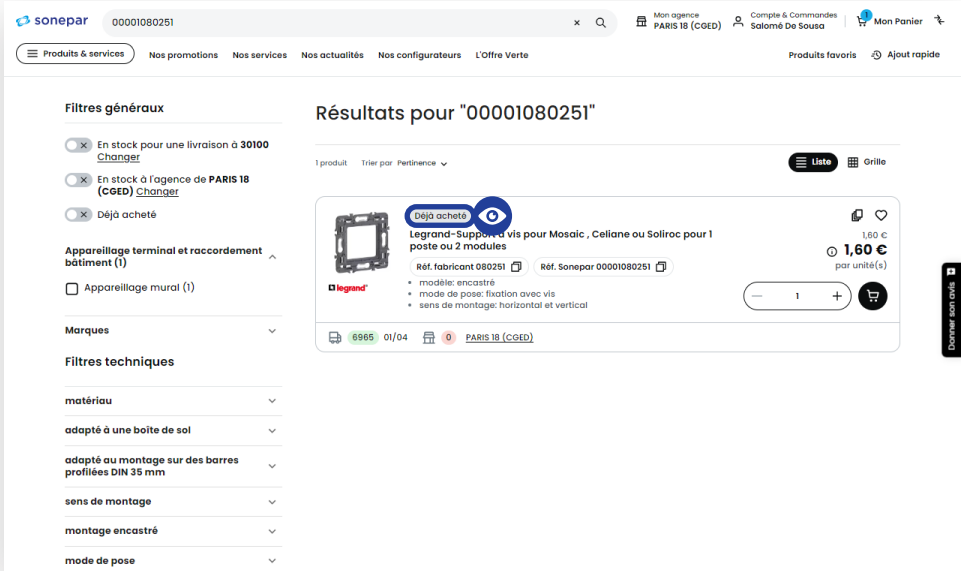 sonepar
00001080251
Mon agence
PARIS 18 (CGED)
Compte & Commandes
Salomé De Sousa
1
Mon Panier
Produits & services
Nos promotions
Nos services
Nos actualités
Nos configurateurs
L'Offre Verte
Produits favoris
Ajout rapide
Filtres généraux
En stock pour une livraison à 30100
Changer
En stock à l'agence de PARIS 18
(CGED) Changer
Déjà acheté
Appareillage terminal et raccordement
bâtiment (1)
Appareillage mural (1)
Marques
Filtres techniques
matériau
adapté à une boîte de sol
adapté au montage sur des barres
profilées DIN 35 mm
sens de montage
montage encastré
mode de pose
Résultats pour "00001080251"
1 produit
Trier par Pertinence
Liste
Grille
Déjà acheté
Legrand-Support à vis pour Mosaic , Celiane ou Soliroc pour 1
poste ou 2 modules
Réf. fabricant 080251
Réf. Sonepar 00001080251
modèle: encastré
mode de pose: fixation avec vis
sens de montage: horizontal et vertical
legrand
1,60 €
1,60 €
par unité(s)
1
6965 01/04
0
PARIS 18 (CGED)
Donner son avis